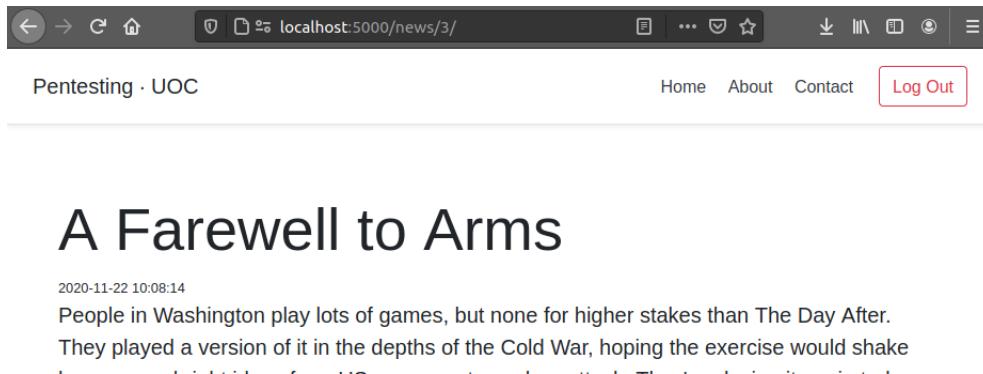 localhost:5000/news/3/
Pentesting · UOC
Home About Contact Log Out
A Farewell to Arms
2020-11-22 10:08:14
People in Washington play lots of games, but none for higher stakes than The Day After.
They played a version of it in the depths of the Cold War, hoping the exercise would shake